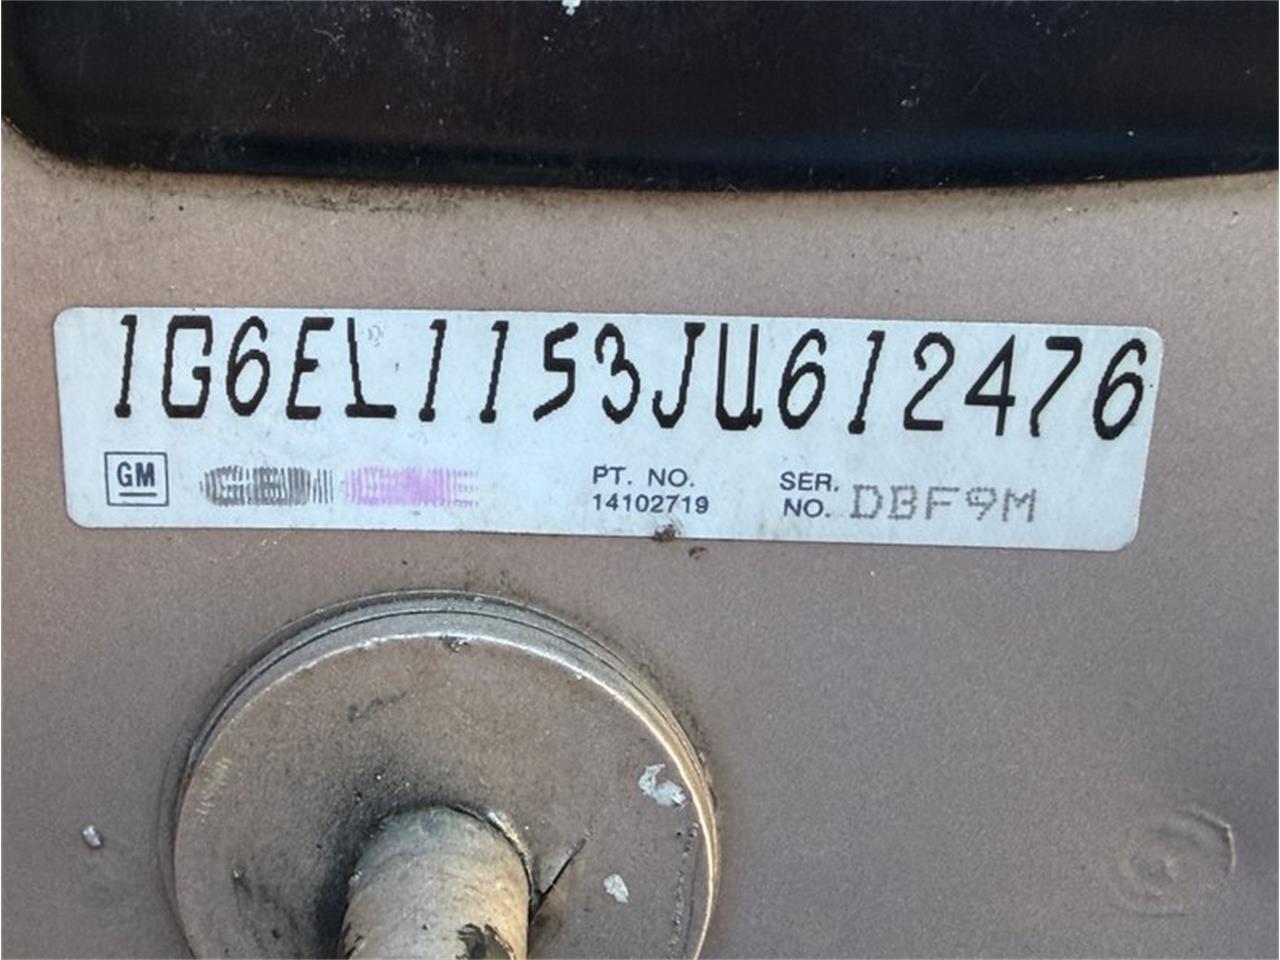 1G6EL1153JU612476
GM
PT. NO.
14102719
SER.
NO. DBF9M